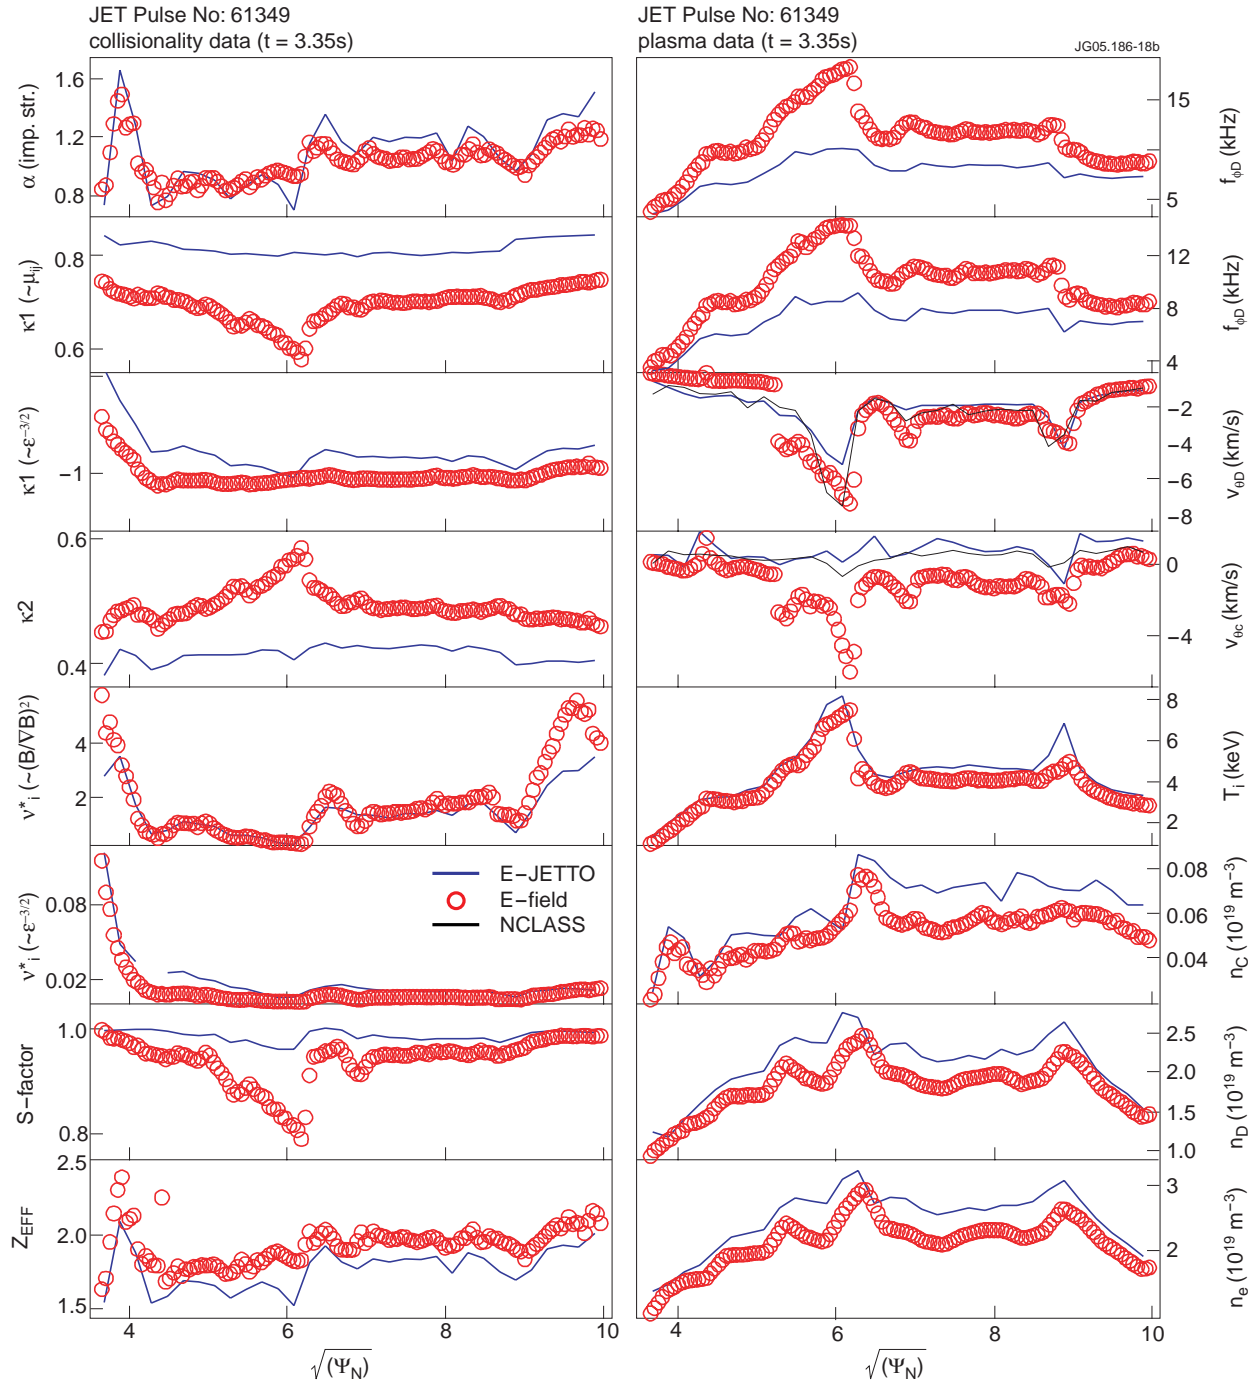 JET Pulse No: 61349
collisionality data (t = 3.35s)
α (imp. str.)
1.6
1.2
0.8
κ1 (~μij)
0.8
0.6
κ1 (~ε−3/2)
−1
κ2
0.6
0.4
ν*i (~(B/∇B)2)
4
2
ν*i (~ε−3/2)
0.08
0.02
E−JETTO
E−field
NCLASS
S−factor
1.0
0.8
ZEFF
2.5
2.0
1.5
4 6 8 10
√(ΨN)
JET Pulse No: 61349
plasma data (t = 3.35s)
JG05.186-18b
15
5
fϕD (kHz)
12
8
4
fϕD (kHz)
−2
−4
−6
−8
vθD (km/s)
0
−4
vθC (km/s)
8
6
4
2
Ti (keV)
0.08
0.06
0.04
nC (1019 m−3)
2.5
2.0
1.5
1.0
nD (1019 m−3)
3
2
ne (1019 m−3)
4 6 8 10
√(ΨN)